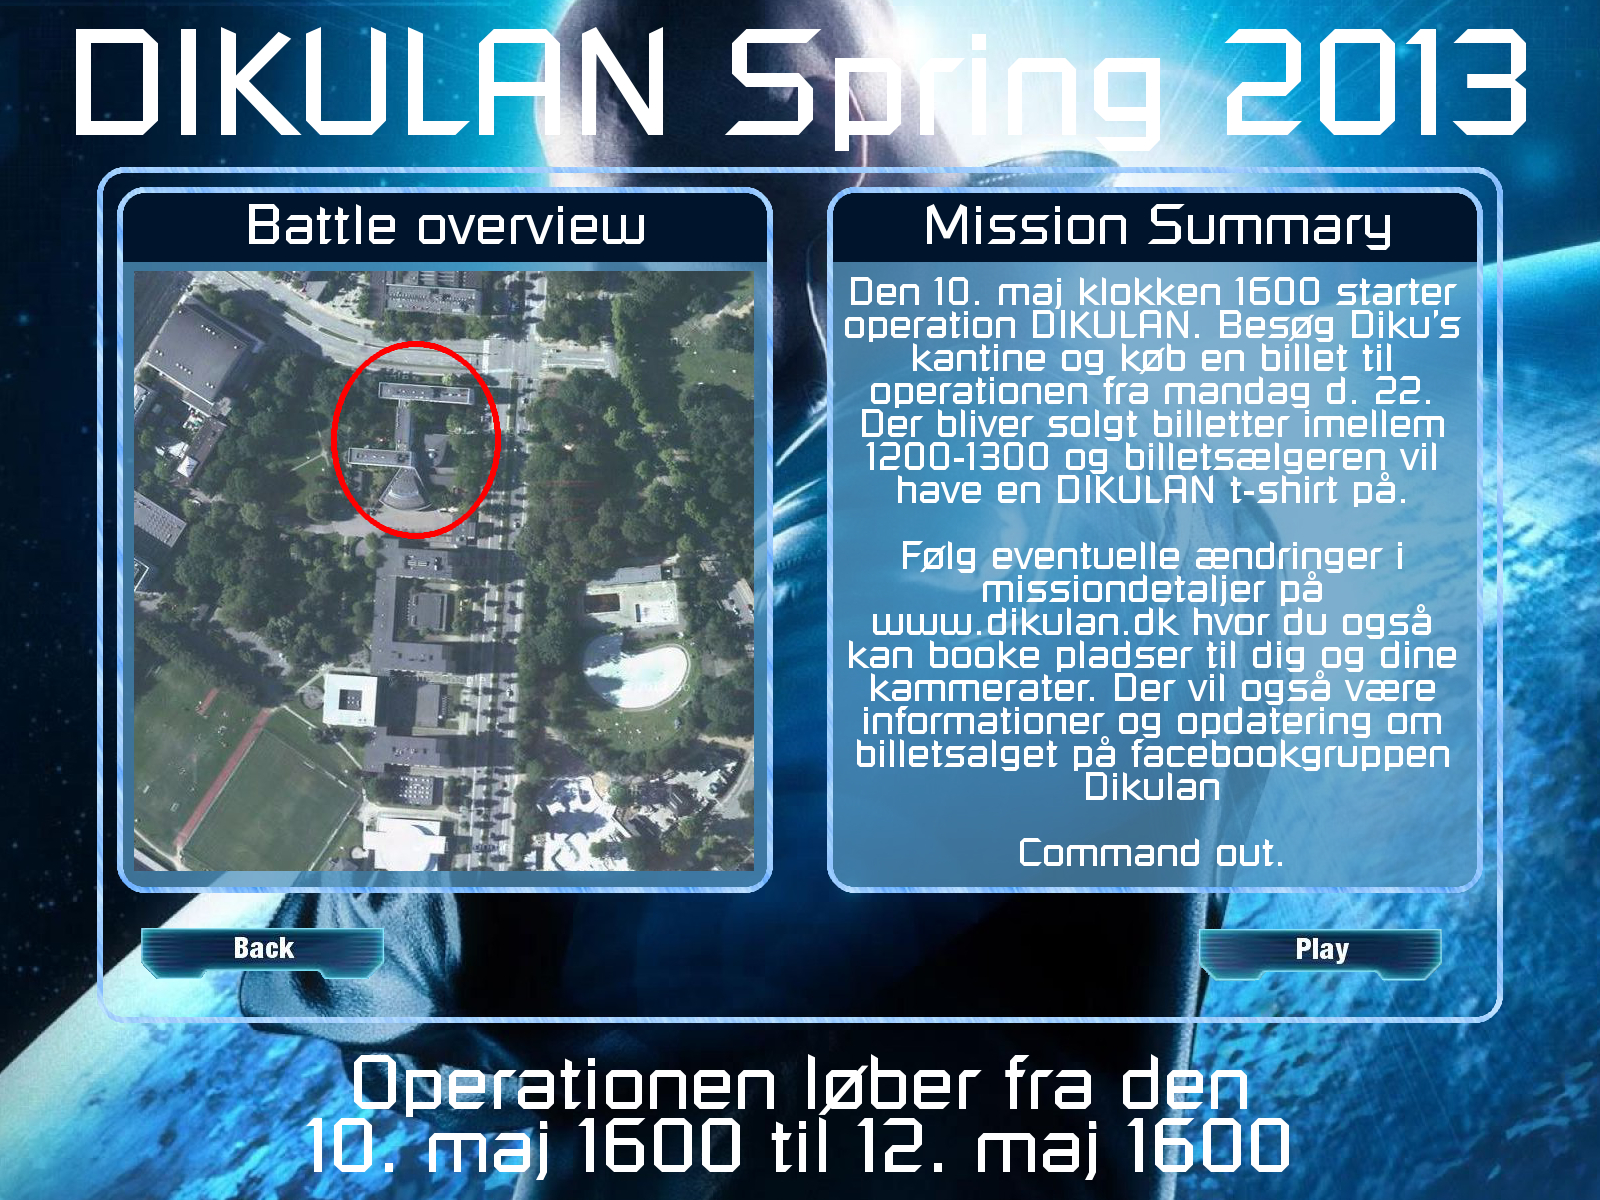 DIKULAN Spring 2013
Battle overview
Mission Summary
Den 10. maj klokken 1600 starter
operation DIKULAN. Besøg Diku's
kantine og køb en billet til
operationen fra mandag d. 22.
Der bliver solgt billetter imellem
1200-1300 og billetsælgeren vil
have en DIKULAN t-shirt på.
Følg eventuelle ændringer i
missiondetaljer på
www.dikulan.dk hvor du også
kan booke pladser til dig og dine
kammerater. Der vil også være
informationer og opdatering om
billetsalget på facebookgruppen
Dikulan
Command out.
Back
Play
Operationen løber fra den
10. maj 1600 til 12. maj 1600